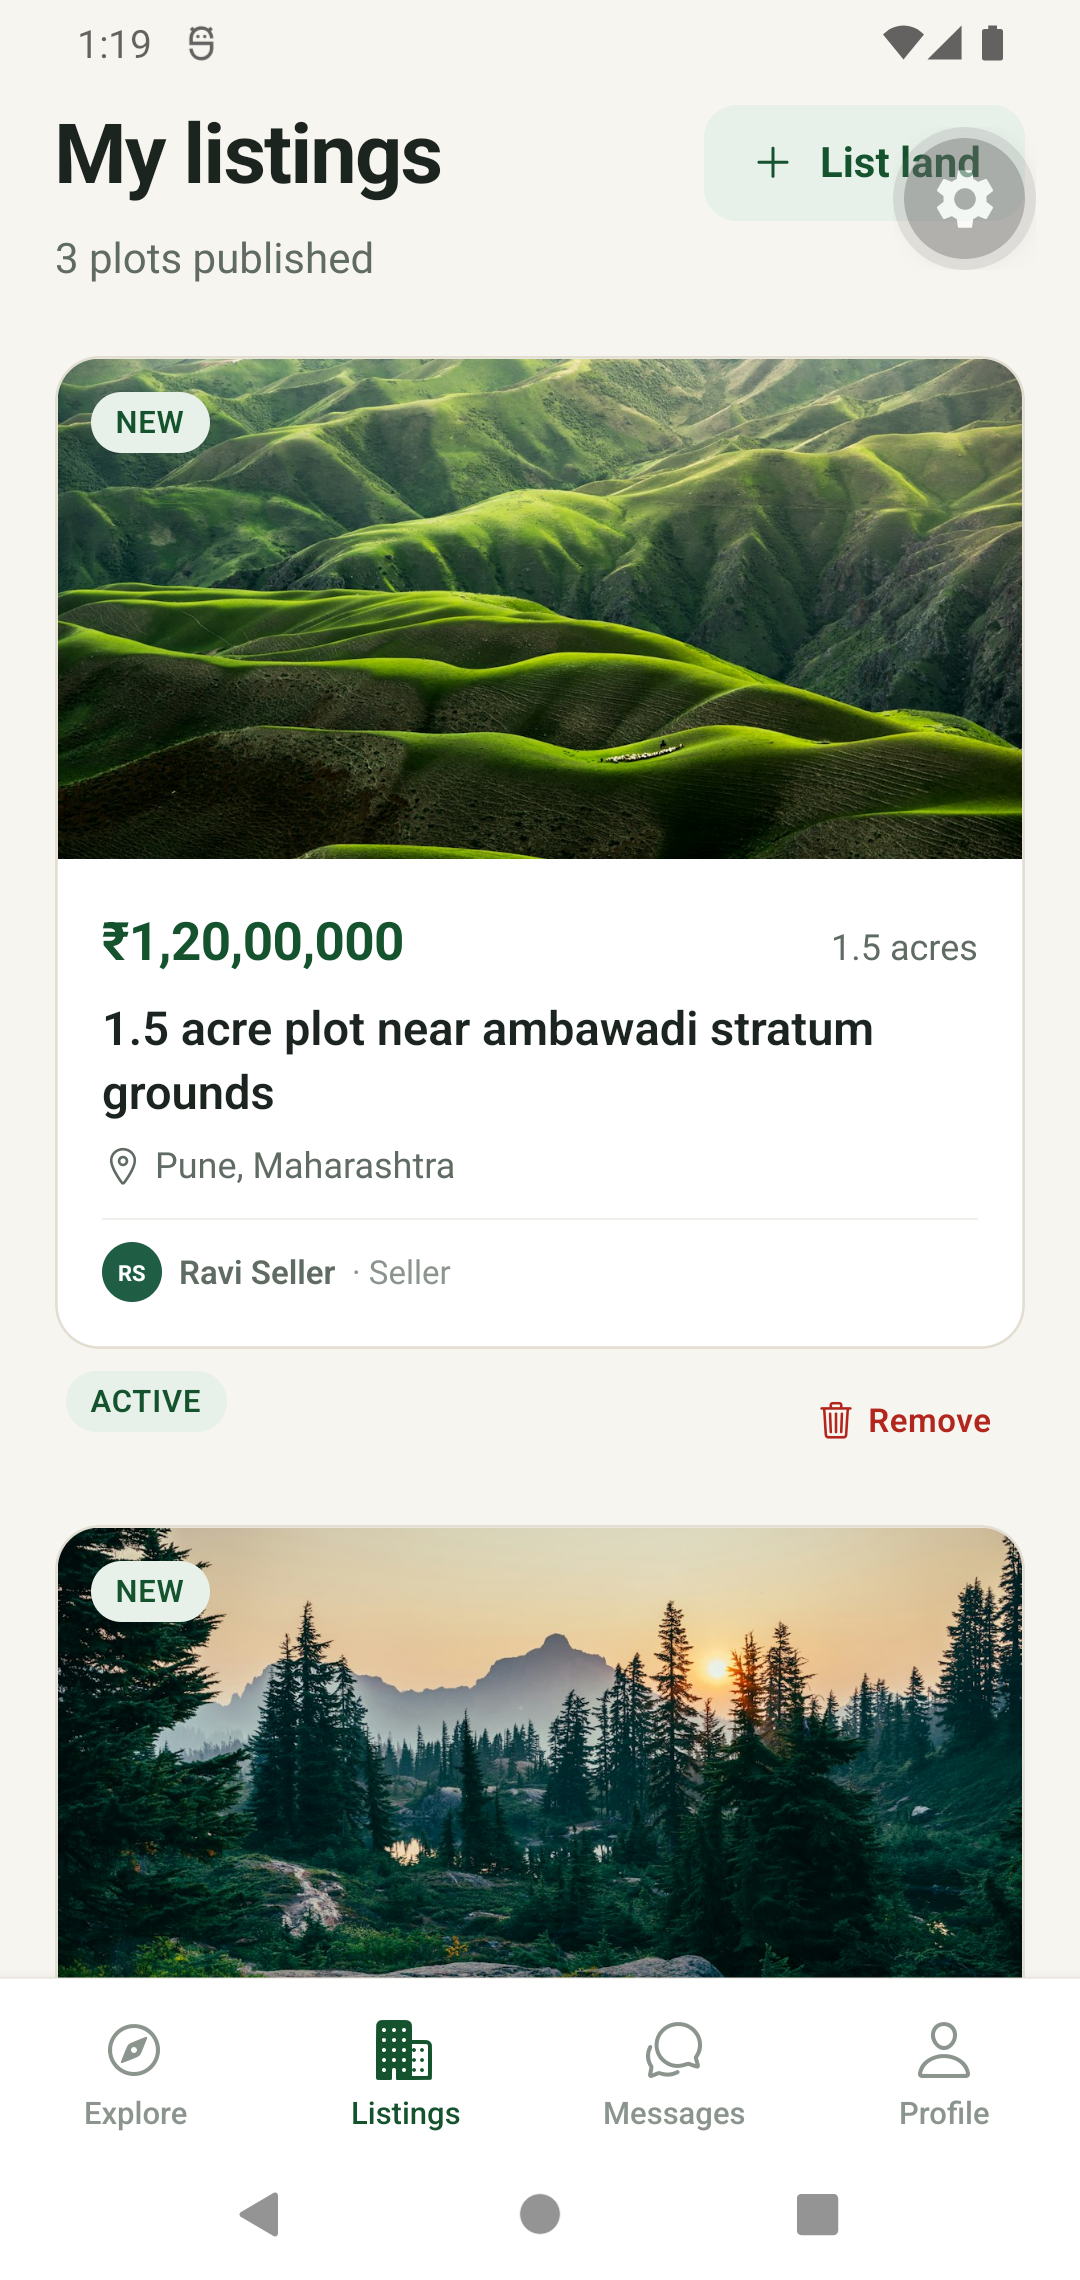 1:19
My listings
+ List land
3 plots published
NEW
₹1,20,00,000
1.5 acres
1.5 acre plot near ambawadi stratum
grounds
Pune, Maharashtra
RS Ravi Seller · Seller
ACTIVE
Remove
NEW
Explore
Listings
Messages
Profile